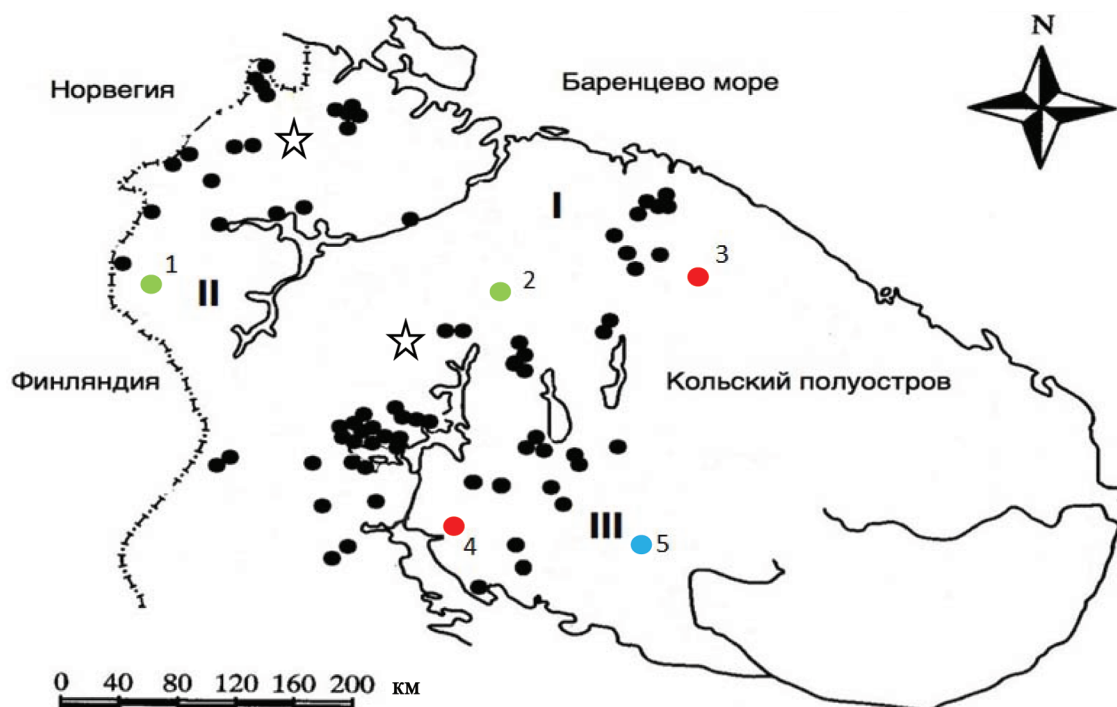 N
Норвегия
Баренцево море
I
3
1
II
2
Финляндия
Кольский полуостров
III
4
5
0 40 80 120 160 200 км